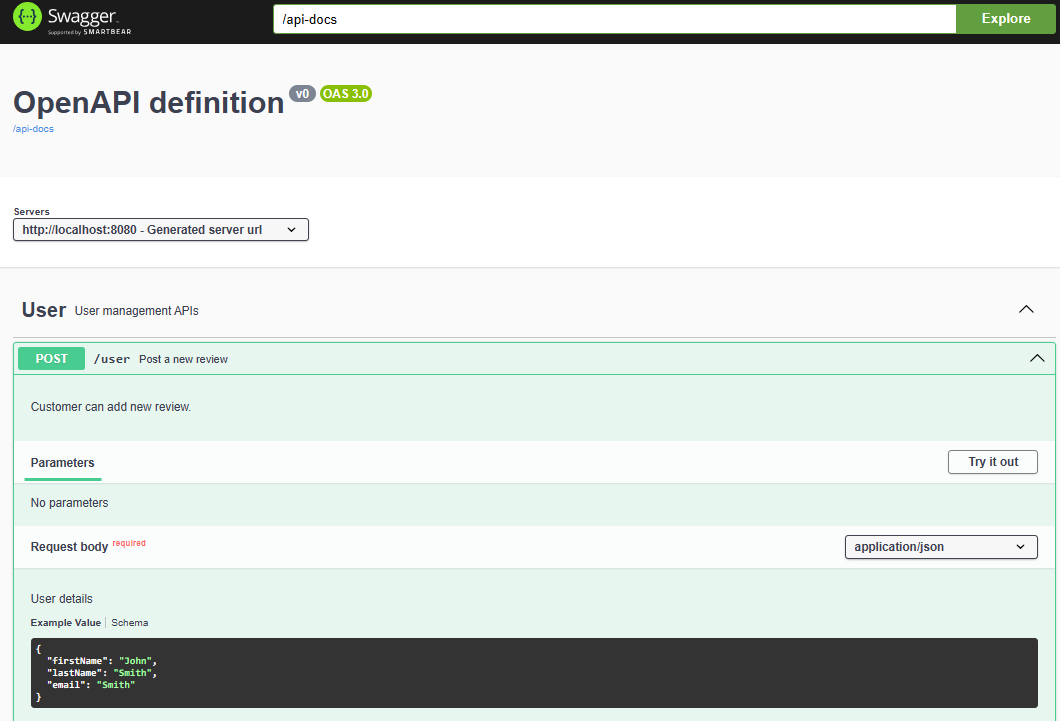 {···} Swagger
Supported by SMARTBEAR
/api-docs
Explore
OpenAPI definition v0 OAS 3.0
/api-docs
Servers
http://localhost:8080 - Generated server url
User User management APIs
POST /user Post a new review
Customer can add new review.
Parameters
Try it out
No parameters
Request body required
application/json
User details
Example Value Schema
{
  "firstName": "John",
  "lastName": "Smith",
  "email": "Smith"
}